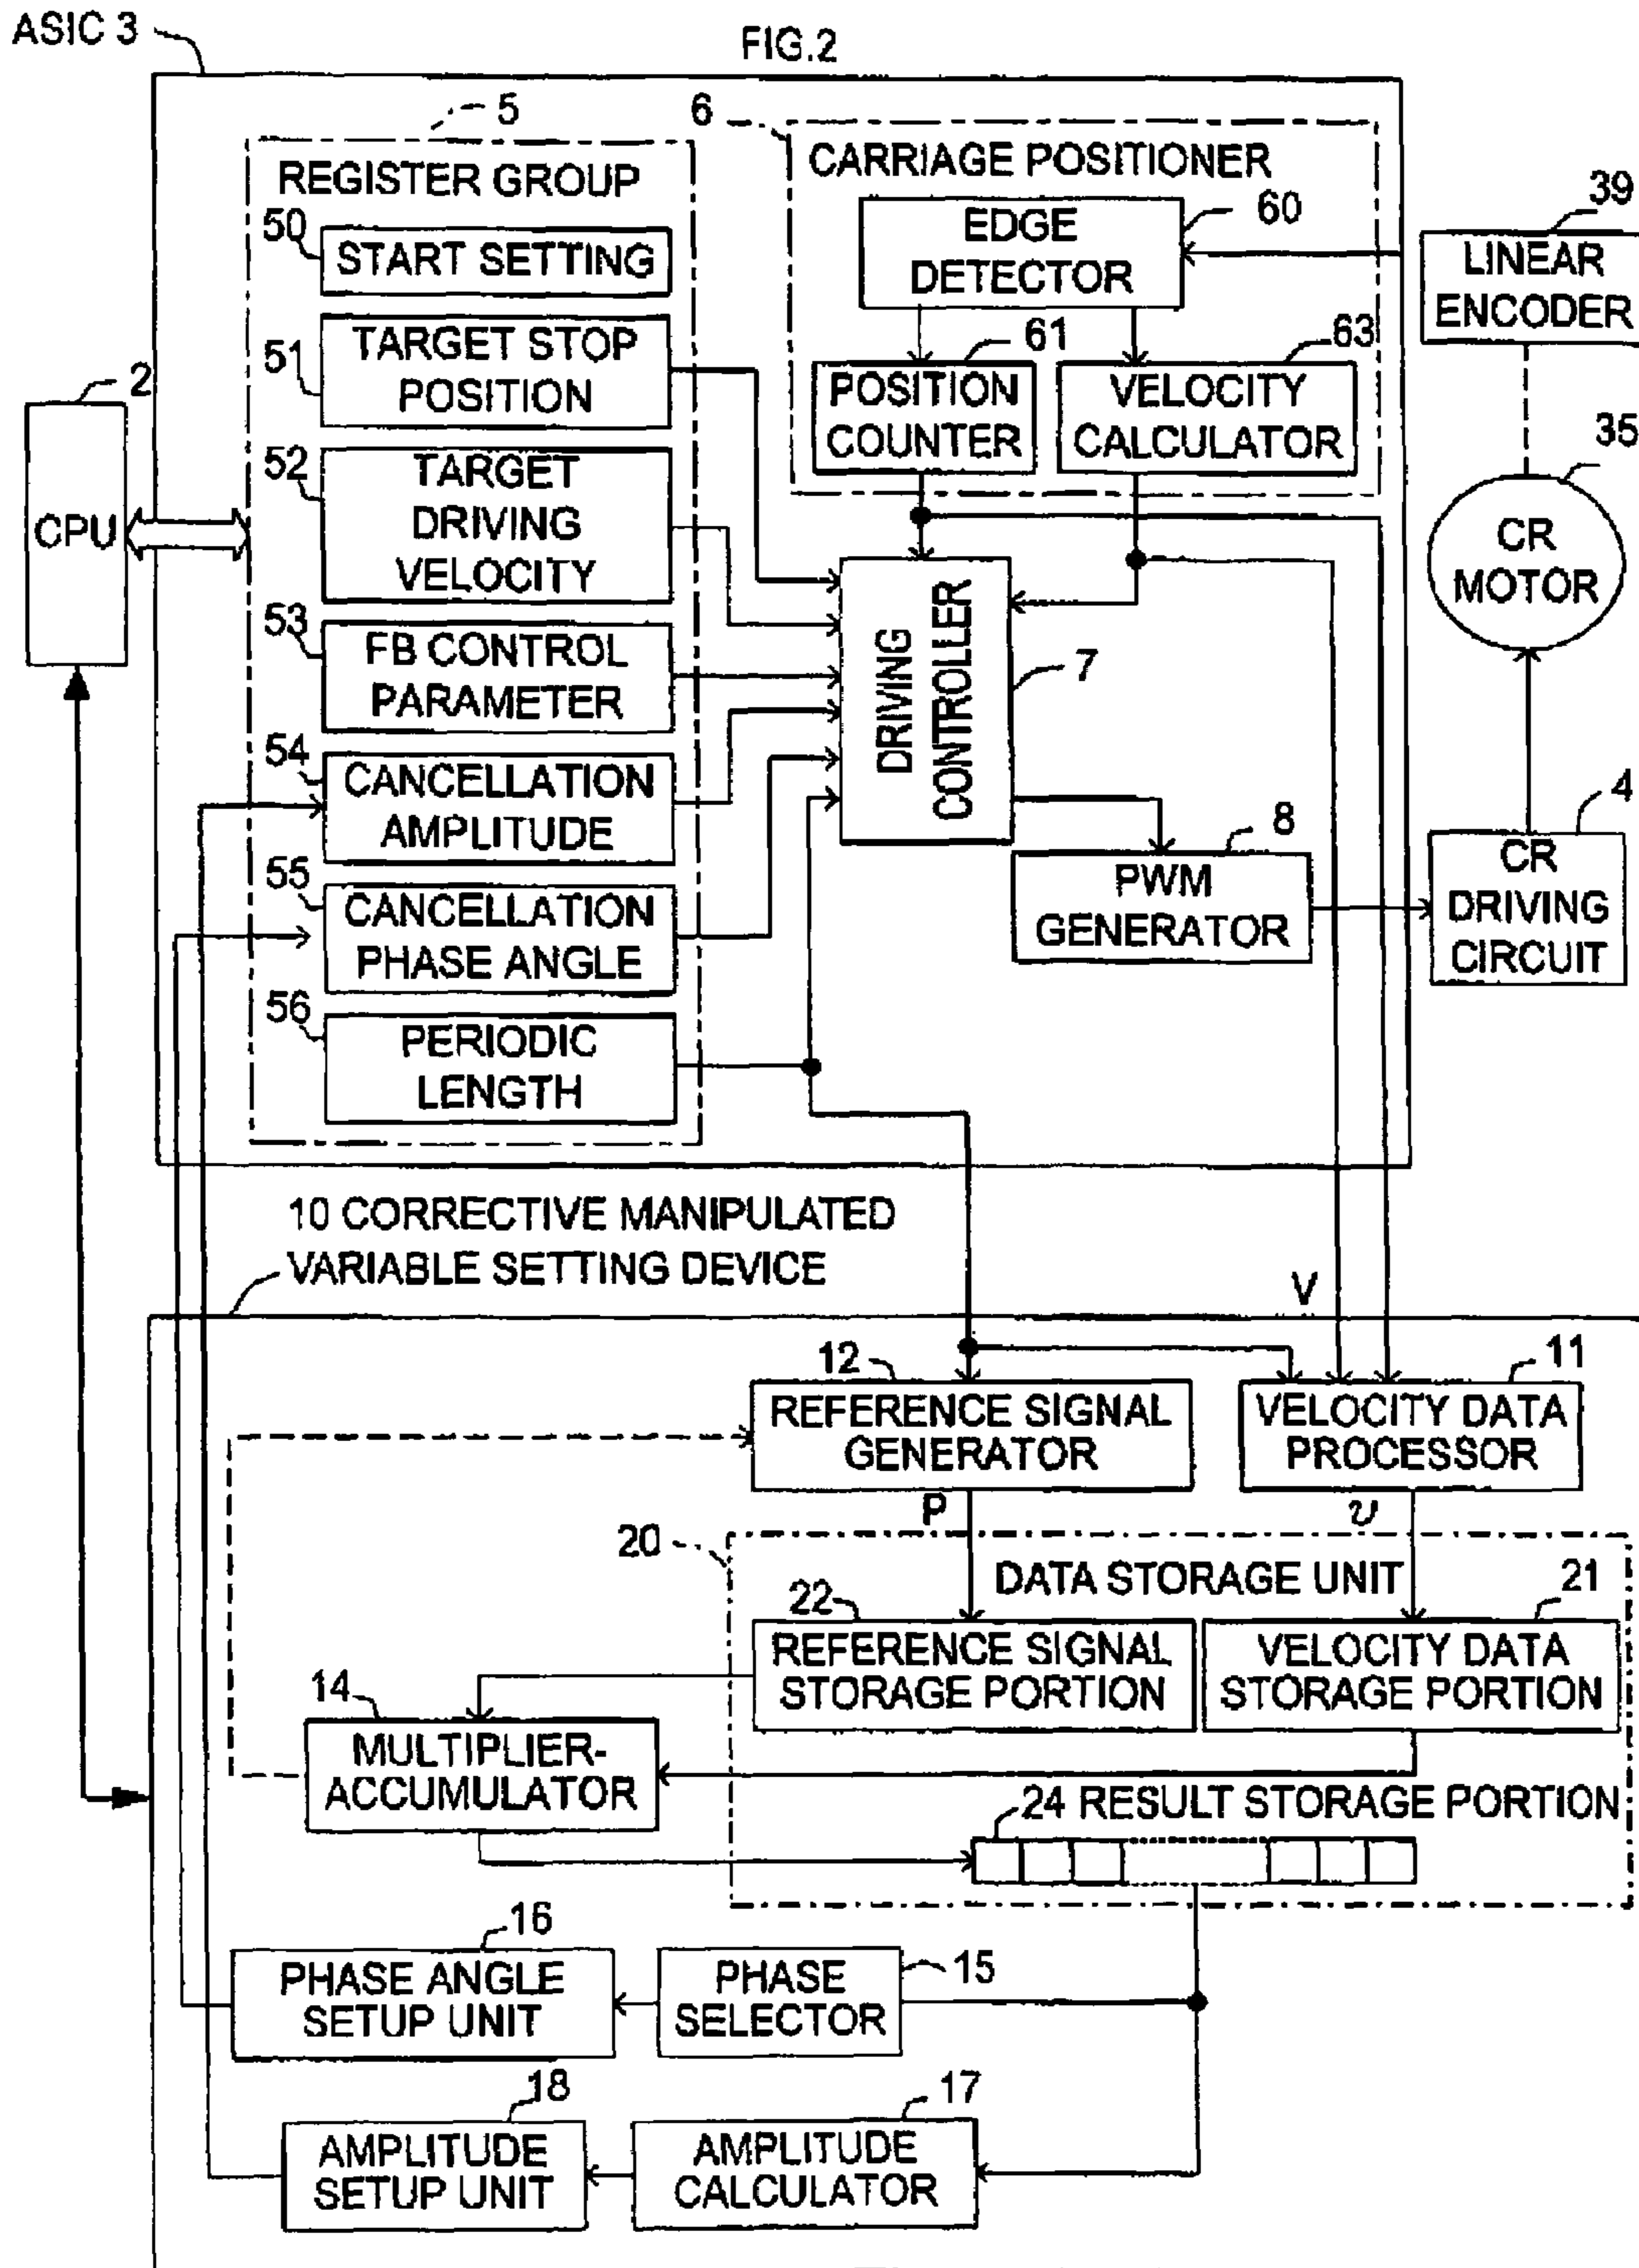 ASIC 3
FIG.2
5
REGISTER GROUP
50
START SETTING
51
TARGET STOP
POSITION
52
TARGET
DRIVING
VELOCITY
53
FB CONTROL
PARAMETER
54
CANCELLATION
AMPLITUDE
55
CANCELLATION
PHASE ANGLE
56
PERIODIC
LENGTH
2
CPU
6
CARRIAGE POSITIONER
60
EDGE
DETECTOR
61
POSITION
COUNTER
63
VELOCITY
CALCULATOR
DRIVING
CONTROLLER
7
8
PWM
GENERATOR
39
LINEAR
ENCODER
35
CR
MOTOR
4
CR
DRIVING
CIRCUIT
10 CORRECTIVE MANIPULATED
VARIABLE SETTING DEVICE
V
12
REFERENCE SIGNAL
GENERATOR
11
VELOCITY DATA
PROCESSOR
P
υ
20
DATA STORAGE UNIT
22
REFERENCE SIGNAL
STORAGE PORTION
21
VELOCITY DATA
STORAGE PORTION
14
MULTIPLIER-
ACCUMULATOR
24 RESULT STORAGE PORTION
16
PHASE ANGLE
SETUP UNIT
15
PHASE
SELECTOR
18
AMPLITUDE
SETUP UNIT
17
AMPLITUDE
CALCULATOR